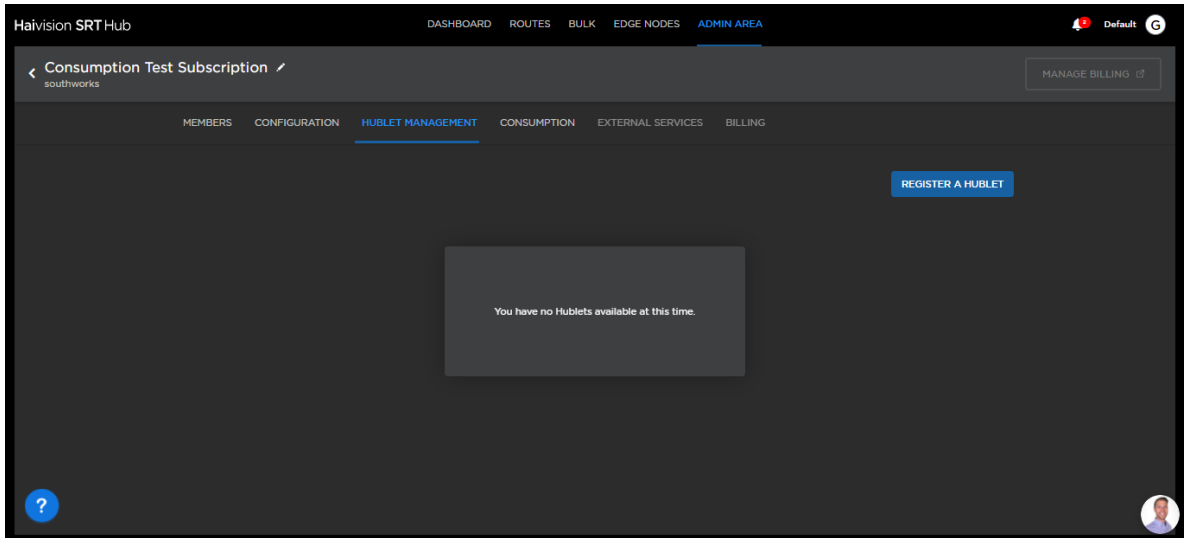 Haivision SRT Hub DASHBOARD ROUTES BULK EDGE NODES ADMIN AREA 2 Default G
Consumption Test Subscription
southworks
MANAGE BILLING
MEMBERS CONFIGURATION HUBLET MANAGEMENT CONSUMPTION EXTERNAL SERVICES BILLING
REGISTER A HUBLET
You have no Hublets available at this time.
?